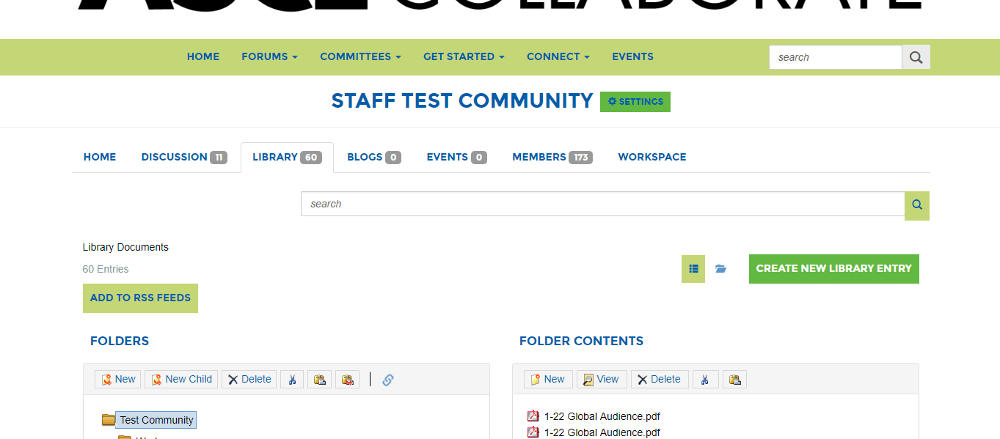 HOME FORUMS COMMITTEES GET STARTED CONNECT EVENTS search
STAFF TEST COMMUNITY SETTINGS
HOME DISCUSSION 11 LIBRARY 60 BLOGS 0 EVENTS 0 MEMBERS 173 WORKSPACE
search
Library Documents
60 Entries
CREATE NEW LIBRARY ENTRY
ADD TO RSS FEEDS
FOLDERS
FOLDER CONTENTS
New New Child Delete
New View Delete
Test Community
1-22 Global Audience.pdf
1-22 Global Audience.pdf